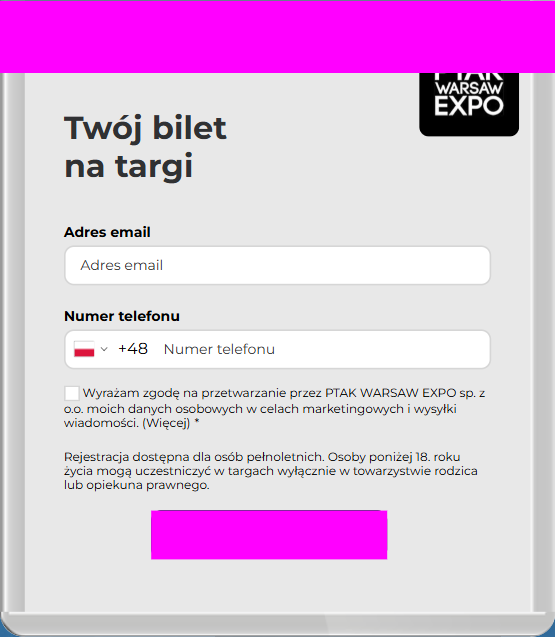 PTAK
WARSAW
EXPO
Twój bilet
na targi
Adres email
Adres email
Numer telefonu
+48 Numer telefonu
Wyrażam zgodę na przetwarzanie przez PTAK WARSAW EXPO sp. z
o.o. moich danych osobowych w celach marketingowych i wysyłki
wiadomości. (Więcej) *
Rejestracja dostępna dla osób pełnoletnich. Osoby poniżej 18. roku
życia mogą uczestniczyć w targach wyłącznie w towarzystwie rodzica
lub opiekuna prawnego.